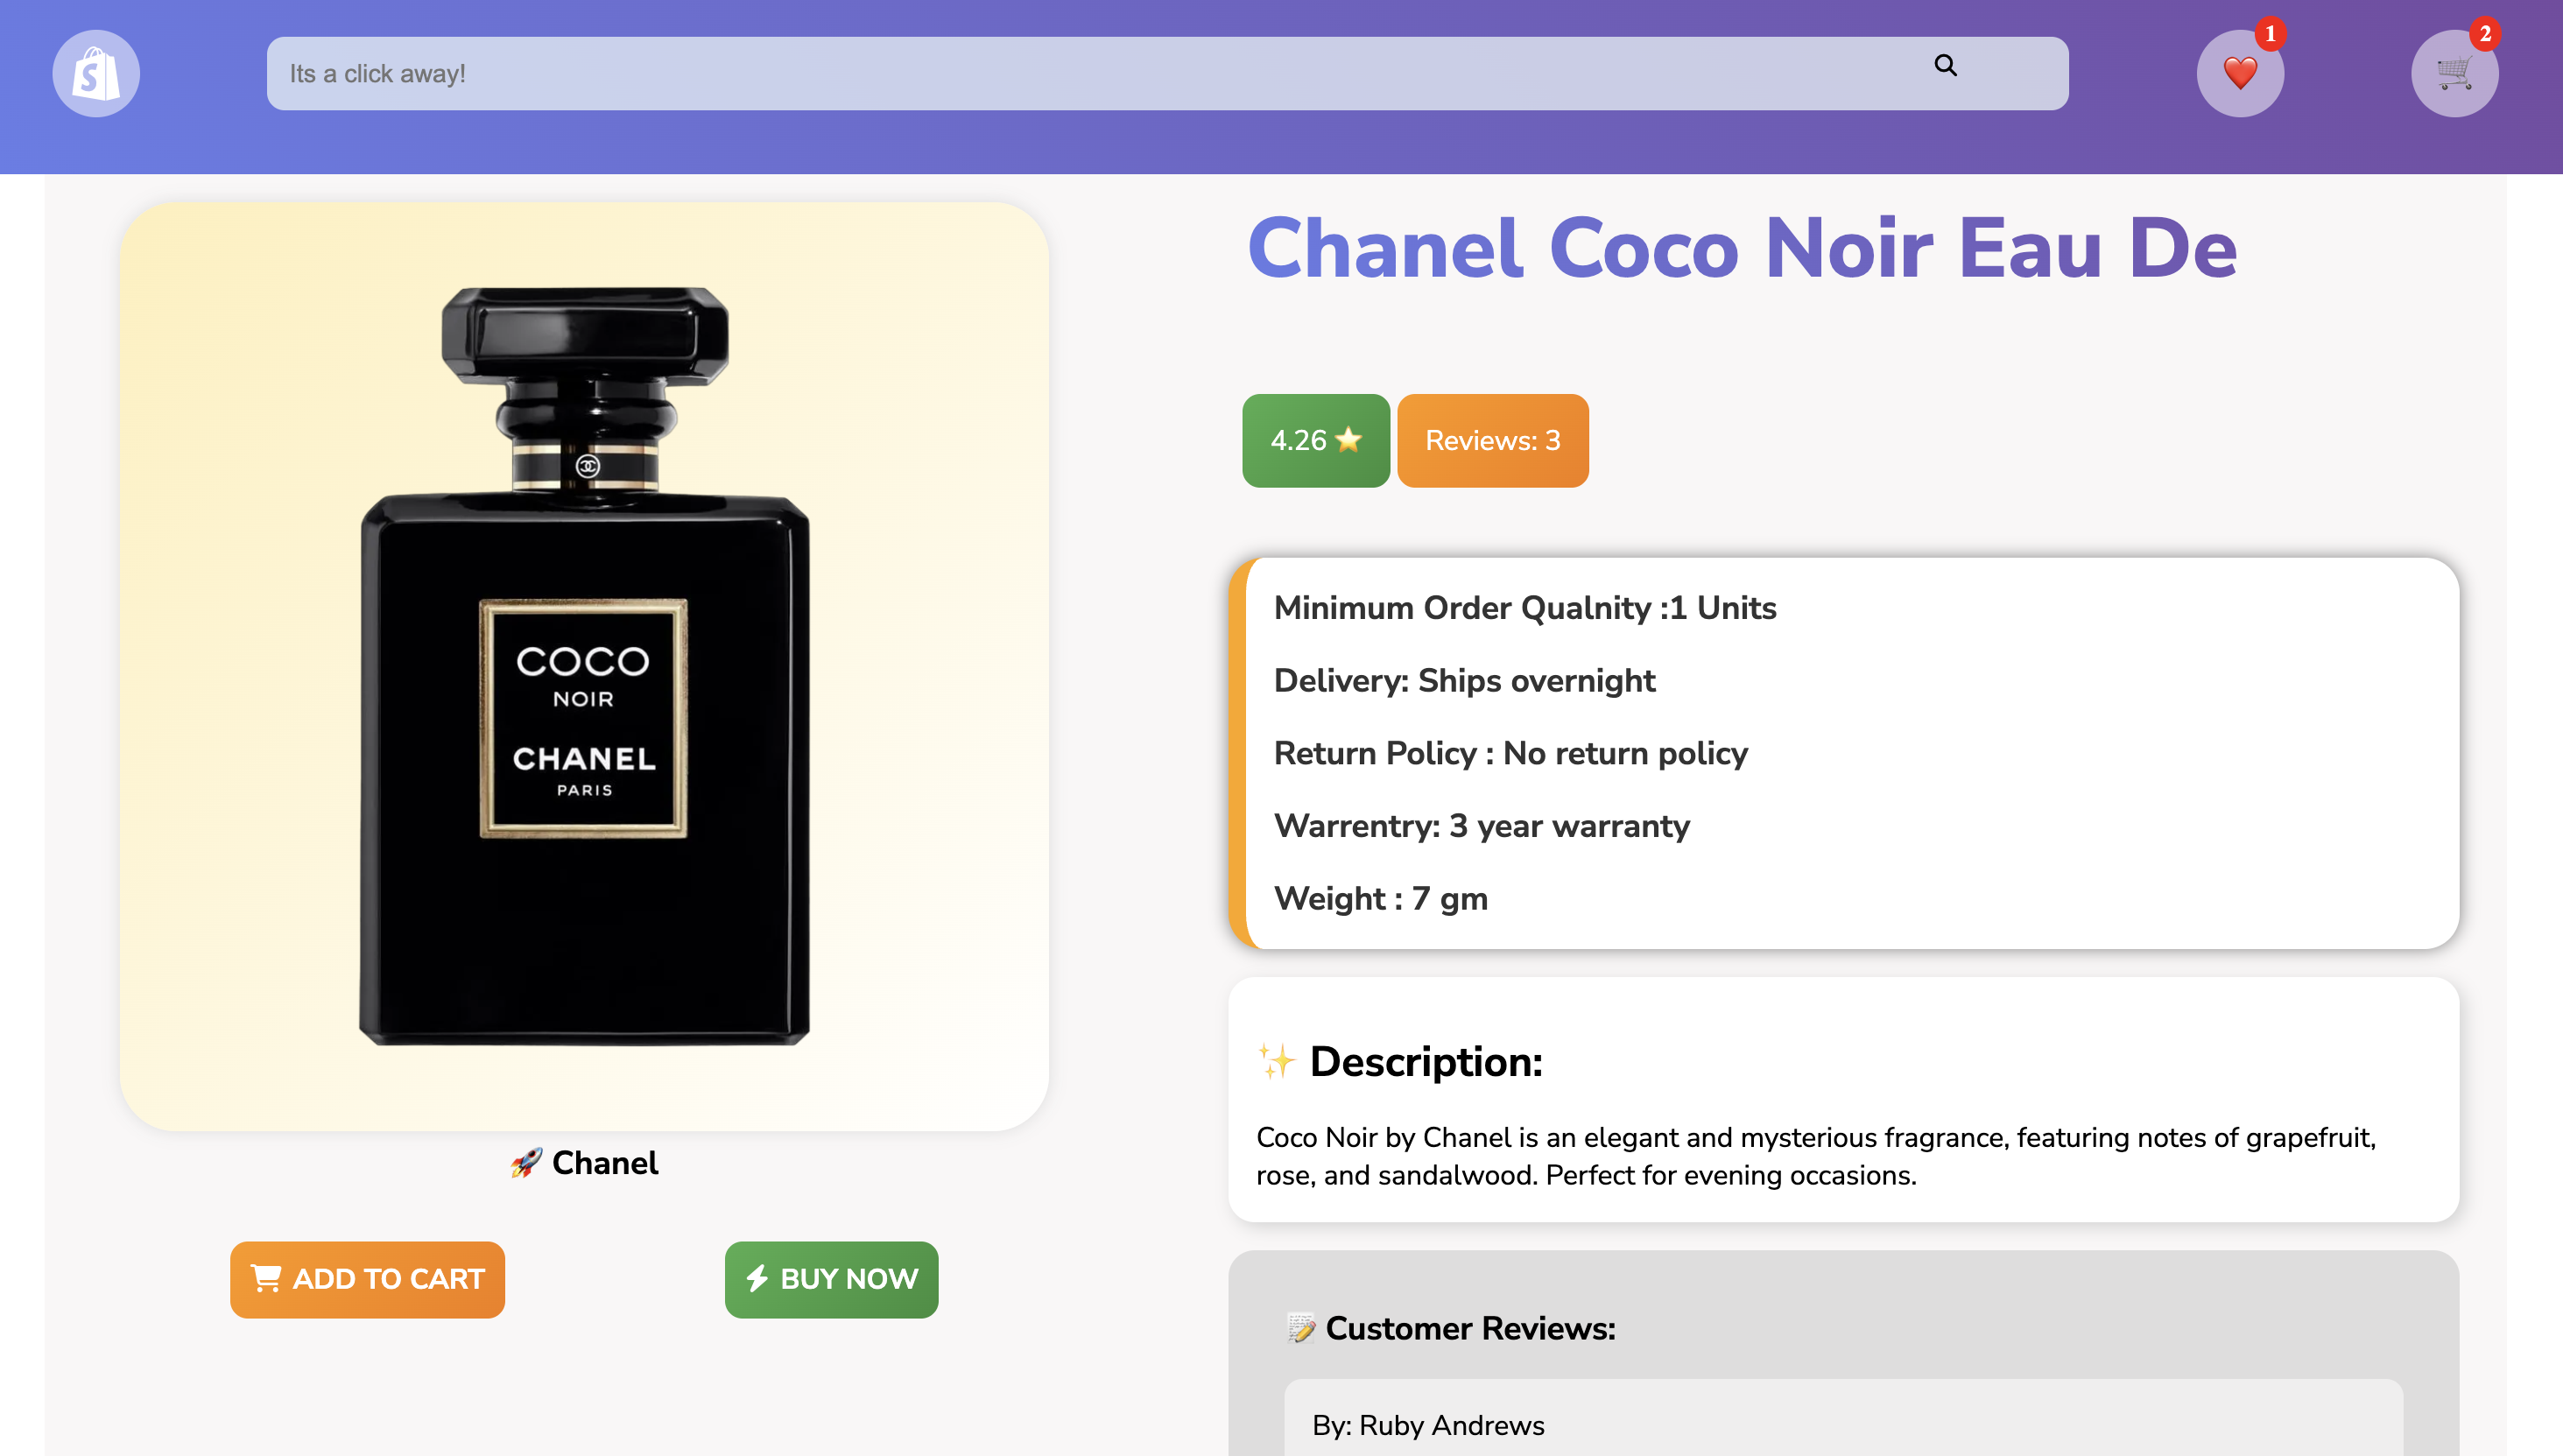 S
Its a click away!
1
2
Chanel Coco Noir Eau De
4.26
Reviews: 3
COCO
NOIR
CHANEL
PARIS
Minimum Order Qualnity :1 Units
Delivery: Ships overnight
Return Policy : No return policy
Warrentry: 3 year warranty
Weight : 7 gm
✨ Description:
Coco Noir by Chanel is an elegant and mysterious fragrance, featuring notes of grapefruit,
rose, and sandalwood. Perfect for evening occasions.
🚀 Chanel
ADD TO CART
BUY NOW
📝 Customer Reviews:
By: Ruby Andrews